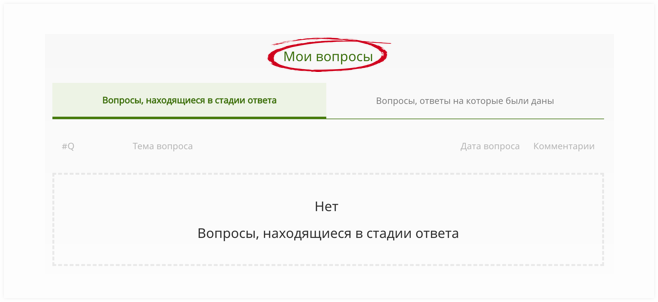 Мои вопросы
Вопросы, находящиеся в стадии ответа
Вопросы, ответы на которые были даны
#Q
Тема вопроса
Дата вопроса
Комментарии
Нет
Вопросы, находящиеся в стадии ответа